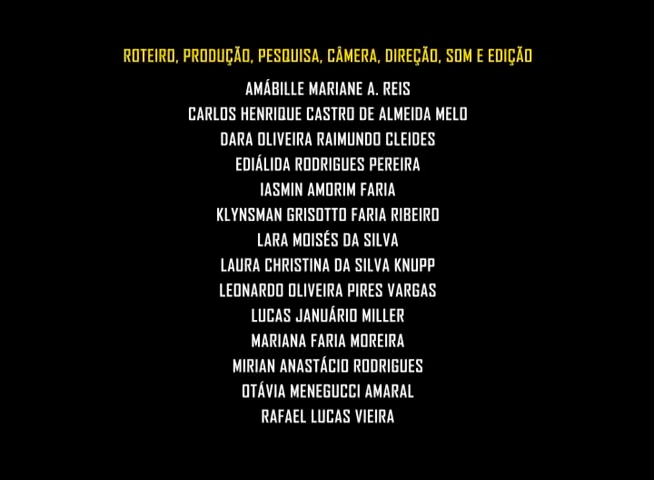 ROTEIRO, PRODUÇÃO, PESQUISA, CÂMERA, DIREÇÃO, SOM E EDIÇÃO
AMÁBILLE MARIANE A. REIS
CARLOS HENRIQUE CASTRO DE ALMEIDA MELO
DARA OLIVEIRA RAIMUNDO CLEIDES
EDIÁLIDA RODRIGUES PEREIRA
IASMIN AMORIM FARIA
KLYNSMAN GRISOTTO FARIA RIBEIRO
LARA MOISÉS DA SILVA
LAURA CHRISTINA DA SILVA KNUPP
LEONARDO OLIVEIRA PIRES VARGAS
LUCAS JANUÁRIO MILLER
MARIANA FARIA MOREIRA
MIRIAN ANASTÁCIO RODRIGUES
OTÁVIA MENEGUCCI AMARAL
RAFAEL LUCAS VIEIRA